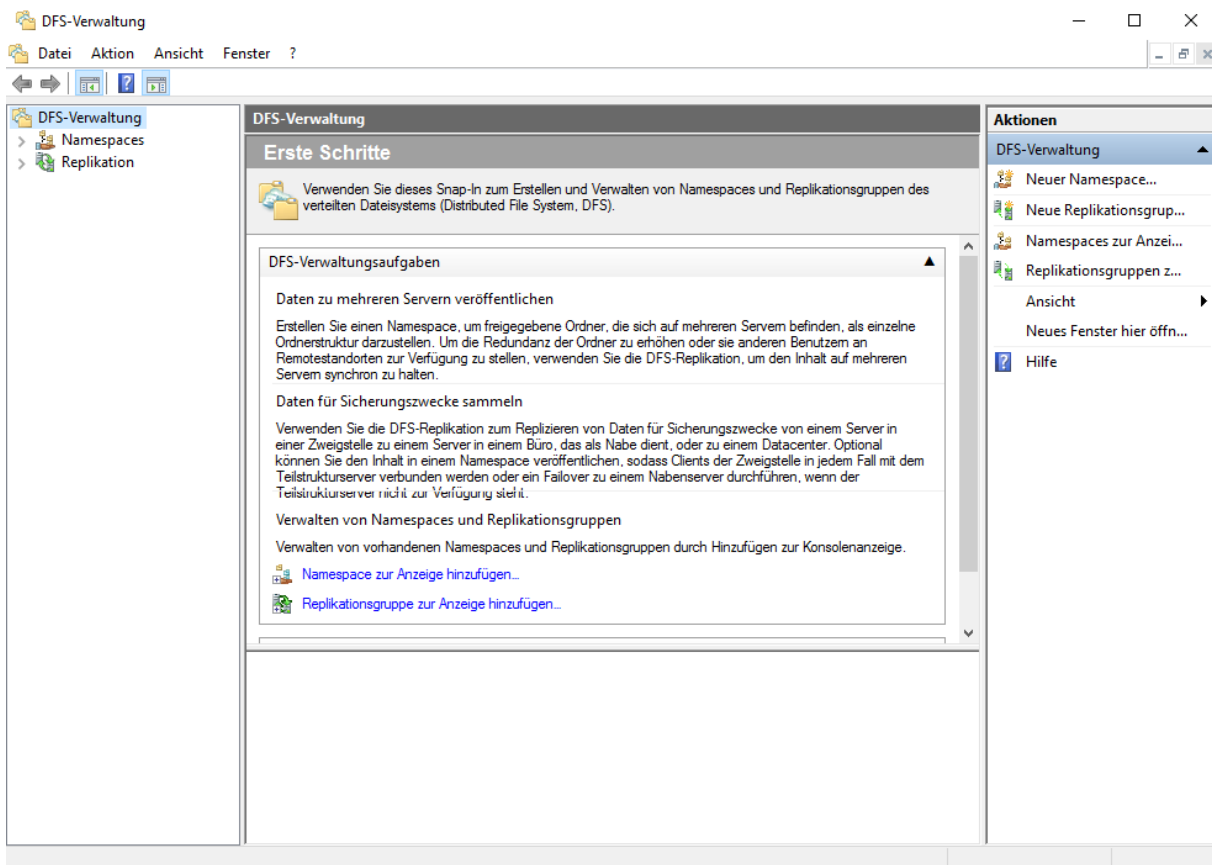 DFS-Verwaltung
Datei Aktion Ansicht Fenster ?
DFS-Verwaltung
Namespaces
Replikation
DFS-Verwaltung
Erste Schritte
Verwenden Sie dieses Snap-In zum Erstellen und Verwalten von Namespaces und Replikationsgruppen des
verteilten Dateisystems (Distributed File System, DFS).
DFS-Verwaltungsaufgaben
Daten zu mehreren Servern veröffentlichen
Erstellen Sie einen Namespace, um freigegebene Ordner, die sich auf mehreren Servern befinden, als einzelne
Ordnerstruktur darzustellen. Um die Redundanz der Ordner zu erhöhen oder sie anderen Benutzern an
Remotestandorten zur Verfügung zu stellen, verwenden Sie die DFS-Replikation, um den Inhalt auf mehreren
Servern synchron zu halten.
Daten für Sicherungszwecke sammeln
Verwenden Sie die DFS-Replikation zum Replizieren von Daten für Sicherungszwecke von einem Server in
einer Zweigstelle zu einem Server in einem Büro, das als Nabe dient, oder zu einem Datacenter. Optional
können Sie den Inhalt in einem Namespace veröffentlichen, sodass Clients der Zweigstelle in jedem Fall mit dem
Teilstrukturserver verbunden werden oder ein Failover zu einem Nabenserver durchführen, wenn der
Teilstrukturserver nicht zur Verfügung steht.
Verwalten von Namespaces und Replikationsgruppen
Verwalten von vorhandenen Namespaces und Replikationsgruppen durch Hinzufügen zur Konsolenanzeige.
Namespace zur Anzeige hinzufügen...
Replikationsgruppe zur Anzeige hinzufügen...
Aktionen
DFS-Verwaltung
Neuer Namespace...
Neue Replikationsgrup...
Namespaces zur Anzei...
Replikationsgruppen z...
Ansicht
Neues Fenster hier öffn...
? Hilfe